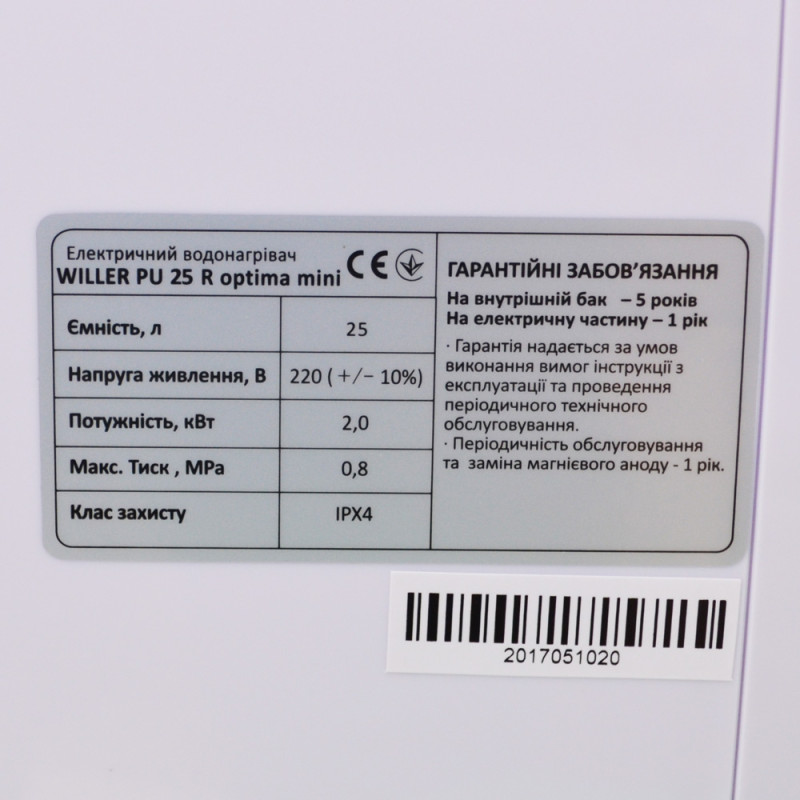 Електричний водонагрівач
WILLER PU 25 R optima mini
CE
Ємність, л 25
Напруга живлення, В 220 ( +/− 10%)
Потужність, кВт 2,0
Макс. Тиск , МРа 0,8
Клас захисту IPX4
ГАРАНТІЙНІ ЗАБОВ'ЯЗАННЯ
На внутрішній бак – 5 років
На електричну частину – 1 рік
· Гарантія надається за умов
виконання вимог інструкції з
експлуатації та проведення
періодичного технічного
обслуговування.
· Періодичність обслуговування
та заміна магнієвого аноду - 1 рік.
2017051020